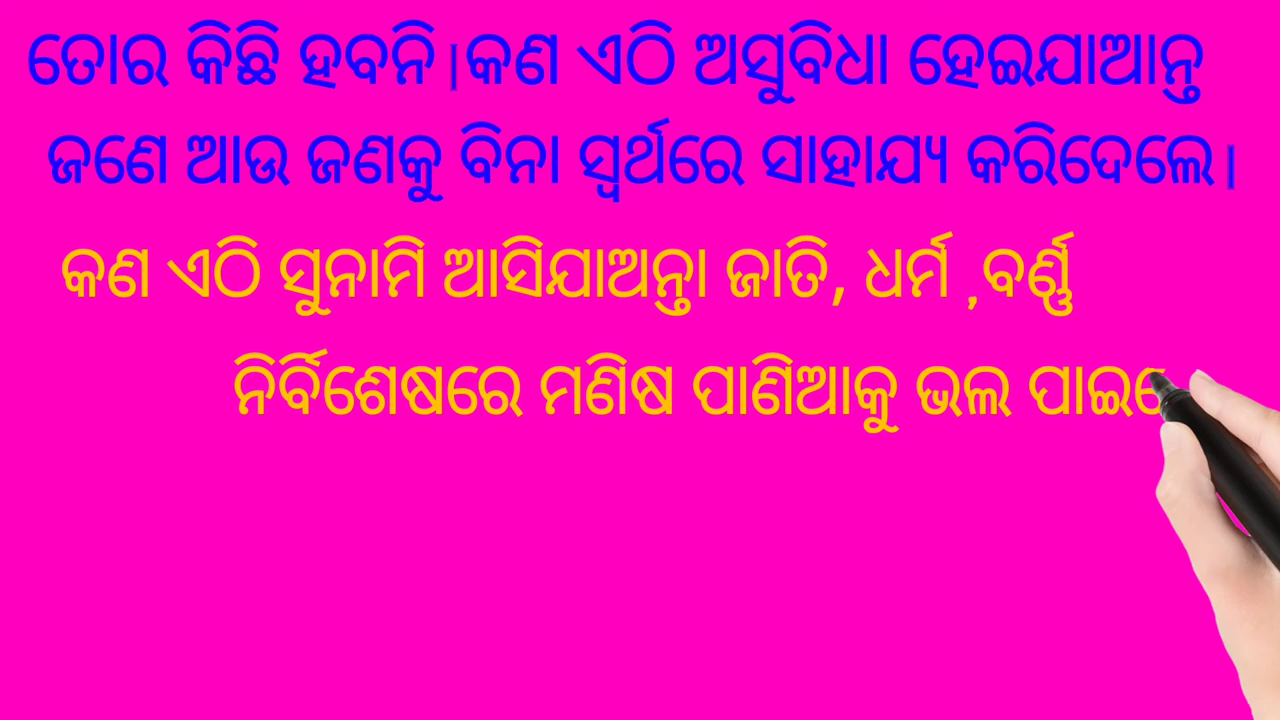 ତୋର କିଛି ହବନି|କଣ ଏଠି ଅସୁବିଧା ହେଇଯାଆନ୍ତ
ଜଣେ ଆଉ ଜଣକୁ ବିନା ସ୍ୱର୍ଥରେ ସାହାଯ୍ୟ କରିଦେଲେ|
କଣ ଏଠି ସୁନାମି ଆସିଯାଅନ୍ତା ଜାତି, ଧର୍ମ ,ବର୍ଣ୍ଣ
ନିର୍ବିଶେଷରେ ମଣିଷ ପାଣିଆକୁ ଭଲ